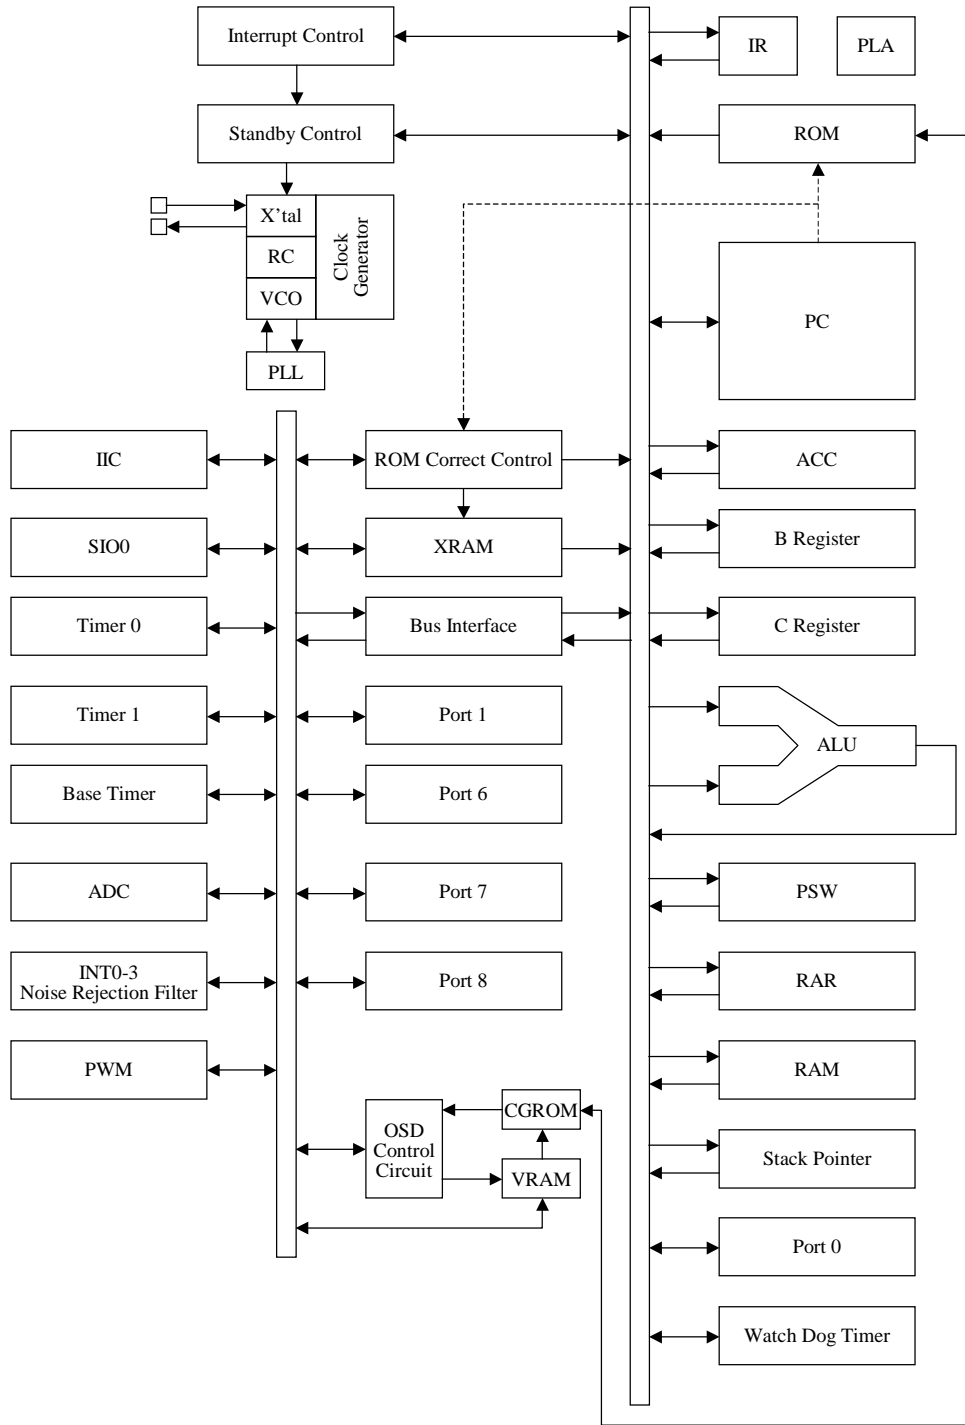 Interrupt Control
IR
PLA
Standby Control
ROM
X'tal
RC
VCO
Clock
Generator
PLL
PC
IIC
ROM Correct Control
ACC
SIO0
XRAM
B Register
Timer 0
Bus Interface
C Register
Timer 1
Port 1
ALU
Base Timer
Port 6
ADC
Port 7
PSW
INT0-3
Noise Rejection Filter
Port 8
RAR
PWM
RAM
OSD
Control
Circuit
CGROM
VRAM
Stack Pointer
Port 0
Watch Dog Timer